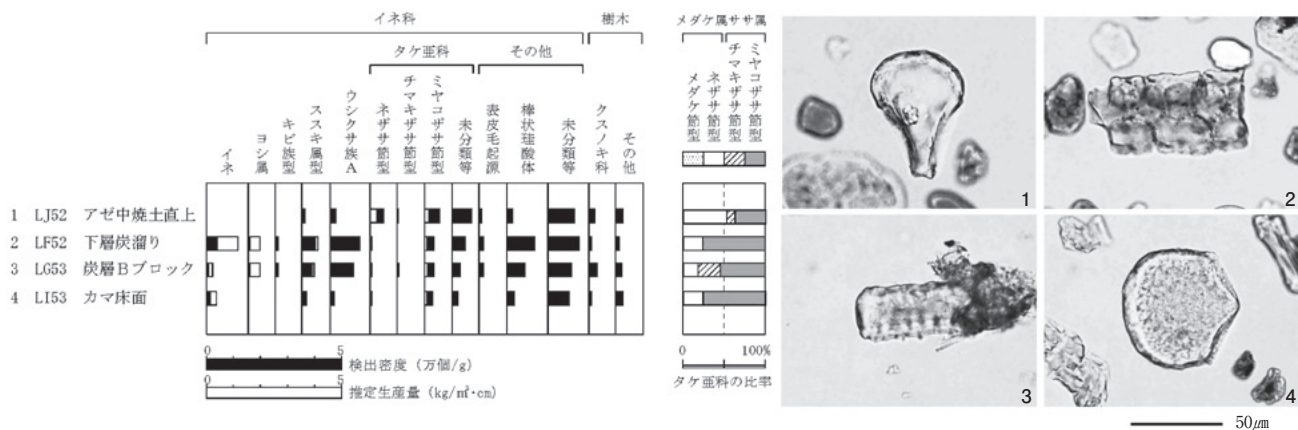 イネ科
樹木
タケ亜科
その他
イネ
ヨシ属
キビ族型
ススキ属型
ウシクサ族A
ネザサ節型
チマキザサ節型
ミヤコザサ節型
未分類等
表皮毛起源
棒状珪酸体
未分類等
クスノキ科
その他
メダケ属
ササ属
メダケ節型
ネザサ節型
チマキザサ節型
ミヤコザサ節型
1 LJ52 アゼ中焼土直上
2 LF52 下層炭溜り
3 LG53 炭層Bブロック
4 LI53 カマ床面
0 5
検出密度（万個/g）
0 5
推定生産量（kg/㎡・cm）
0 100%
タケ亜科の比率
1
2
3
4
50㎛